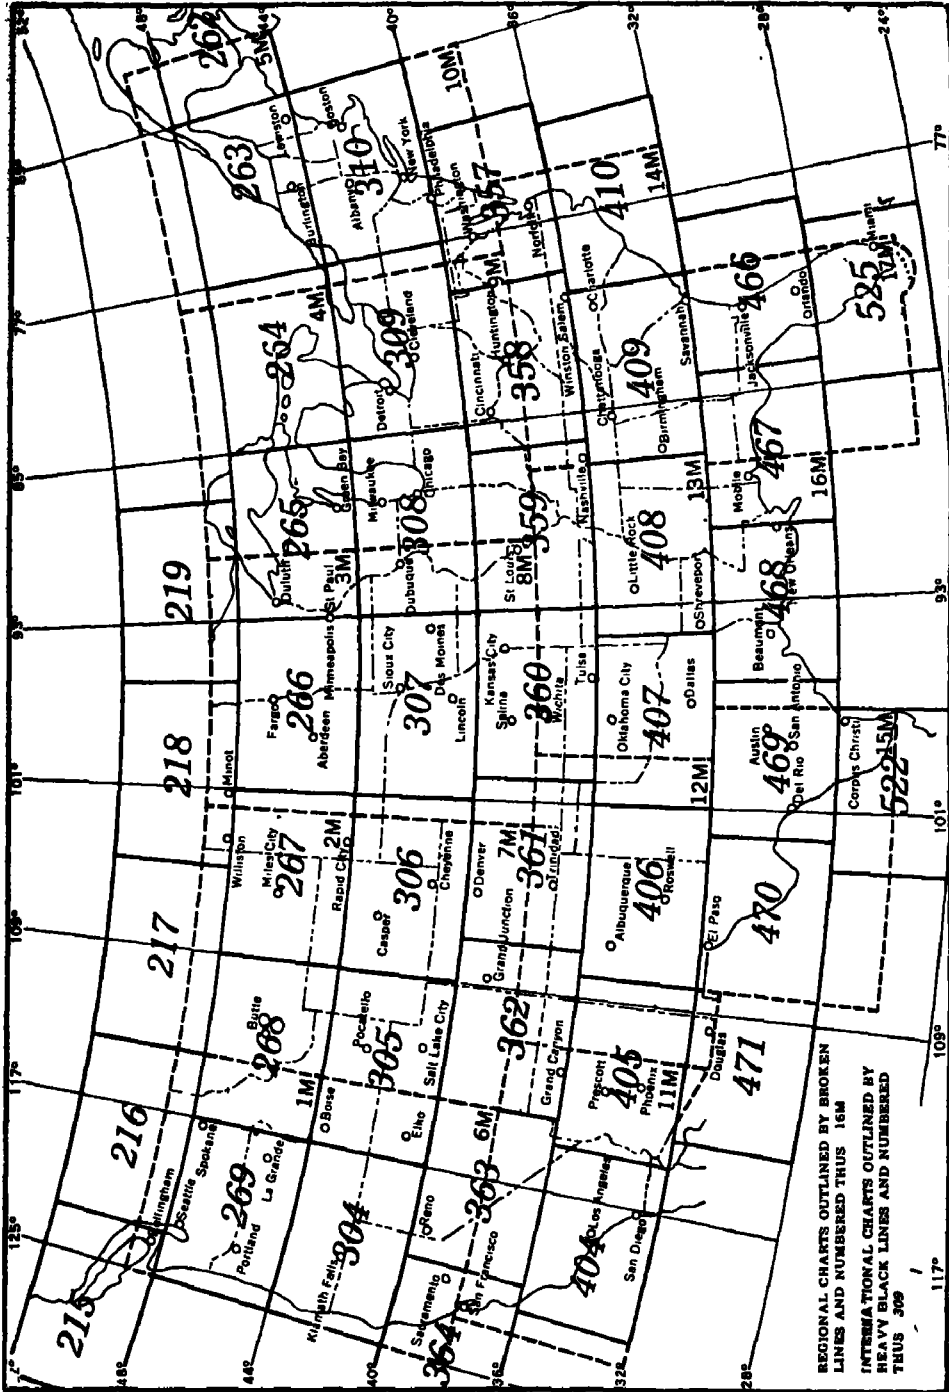 125°
117°
109°
101°
93°
85°
77°
48°
44°
40°
36°
32°
28°
24°
215
216
217
218
219
262
263
264
265
266
267
268
269
304
305
306
307
308
309
310
357
358
359
360
361
362
363
364
404
405
406
407
408
409
410
466
467
468
469
470
471
522
525
1M
2M
3M
4M
5M
6M
7M
8M
9M
10M
11M
12M
13M
14M
15M
16M
17M
Bellingham
Seattle
Spokane
Portland
La Grande
Butte
Miles City
Williston
Minot
Fargo
Aberdeen
Minneapolis
St Paul
Duluth
Green Bay
Burlington
Lewiston
Boston
Klamath Falls
Boise
Pocatello
Casper
Rapid City
Sioux City
Dubuque
Milwaukee
Chicago
Detroit
Cleveland
Albany
New York
Philadelphia
Reno
Elko
Salt Lake City
Cheyenne
Lincoln
Des Moines
Sacramento
San Francisco
Grand Junction
Denver
Trinidad
Salina
Kansas City
Wichita
St Louis
Cincinnati
Huntington
Washington
Norfolk
Grand Canyon
Tulsa
Nashville
Winston Salem
Los Angeles
San Diego
Prescott
Phoenix
Albuquerque
Roswell
Oklahoma City
Dallas
Little Rock
Shreveport
Chattenboga
Birmingham
Charlotte
Savannah
Douglas
El Paso
Del Rio
Austin
San Antonio
Beaumont
New Orleans
Mobile
Jacksonville
Orlando
Corpus Christi
Miami
REGIONAL CHARTS OUTLINED BY BROKEN
LINES AND NUMBERED THUS 16M
INTERNATIONAL CHARTS OUTLINED BY
HEAVY BLACK LINES AND NUMBERED
THUS 309
117°
109°
101°
93°
77°